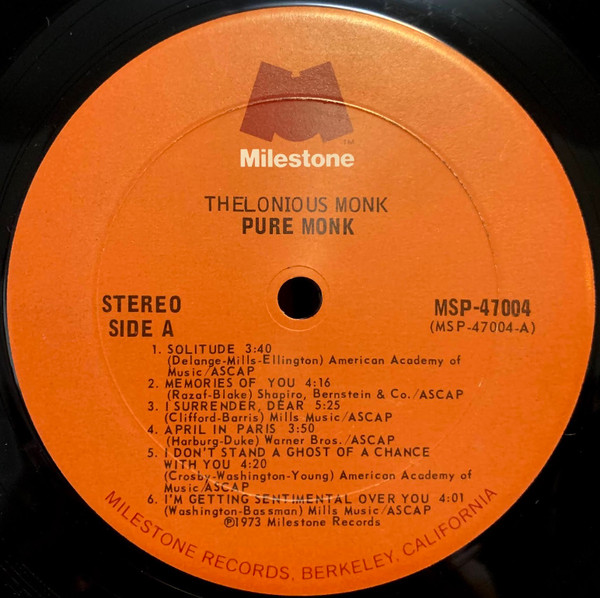 TM
Milestone
THELONIOUS MONK
PURE MONK
STEREO
SIDE A
MSP-47004
(MSP-47004-A)
1. SOLITUDE 3:40
(Delange-Mills-Ellington) American Academy of
Music/ASCAP
2. MEMORIES OF YOU 4:16
(Razaf-Blake) Shapiro, Bernstein & Co./ASCAP
3. I SURRENDER, DEAR 5:25
(Clifford-Barris) Mills Music/ASCAP
4. APRIL IN PARIS 3:50
(Harburg-Duke) Warner Bros./ASCAP
5. I DON'T STAND A GHOST OF A CHANCE
WITH YOU 4:20
(Crosby-Washington-Young) American Academy of
Music/ASCAP
6. I'M GETTING SENTIMENTAL OVER YOU 4:01
(Washington-Bassman) Mills Music/ASCAP
℗1973 Milestone Records
MILESTONE RECORDS, BERKELEY, CALIFORNIA